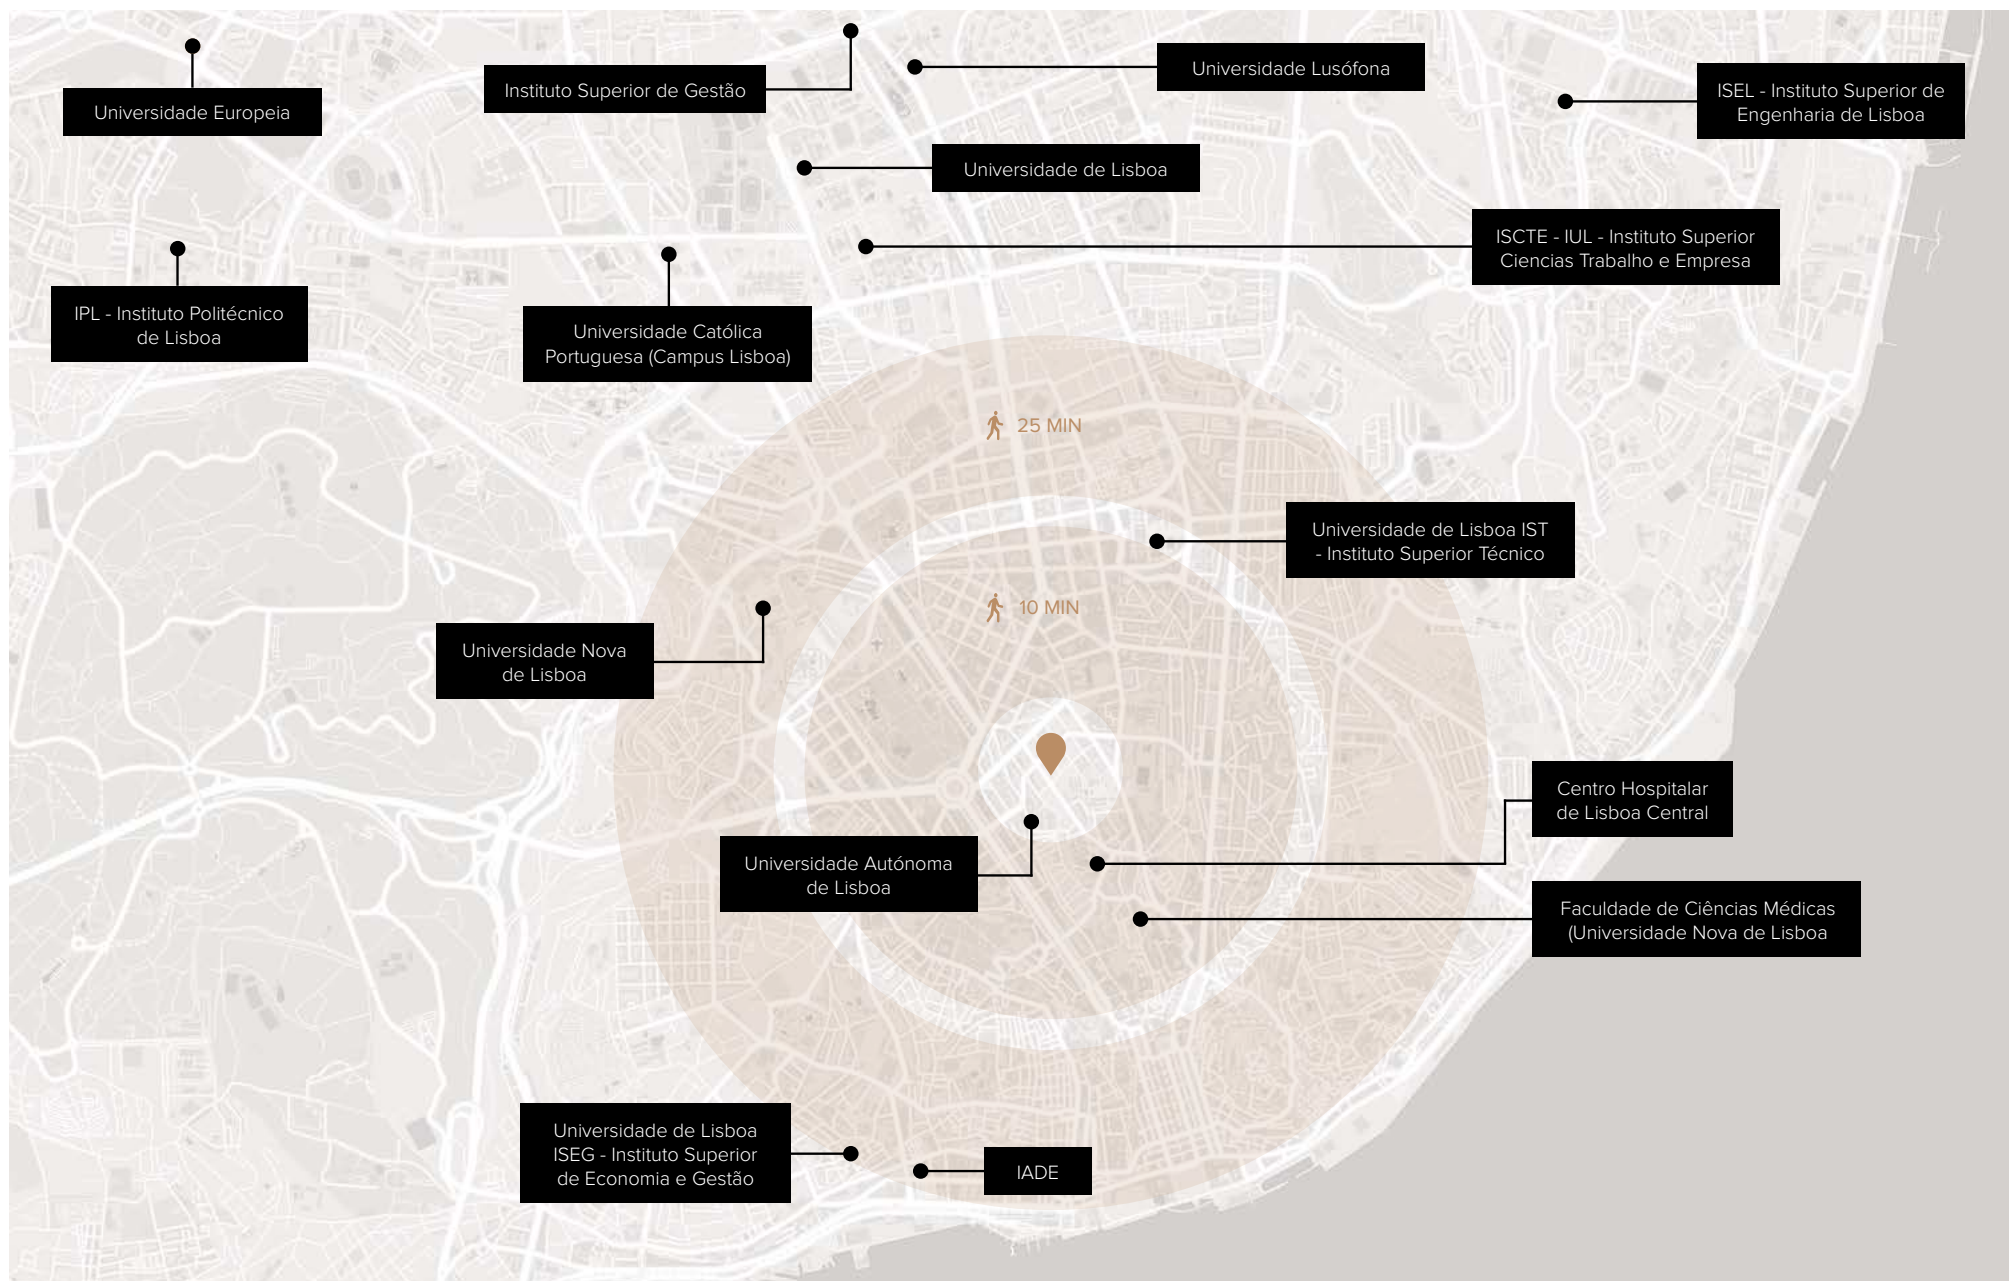 Universidade Europeia
Instituto Superior de Gestão
Universidade Lusófona
ISEL - Instituto Superior de
Engenharia de Lisboa
Universidade de Lisboa
ISCTE - IUL - Instituto Superior
Ciencias Trabalho e Empresa
IPL - Instituto Politécnico
de Lisboa
Universidade Católica
Portuguesa (Campus Lisboa)
25 MIN
Universidade de Lisboa IST
- Instituto Superior Técnico
10 MIN
Universidade Nova
de Lisboa
Centro Hospitalar
de Lisboa Central
Universidade Autónoma
de Lisboa
Faculdade de Ciências Médicas
(Universidade Nova de Lisboa
Universidade de Lisboa
ISEG - Instituto Superior
de Economia e Gestão
IADE